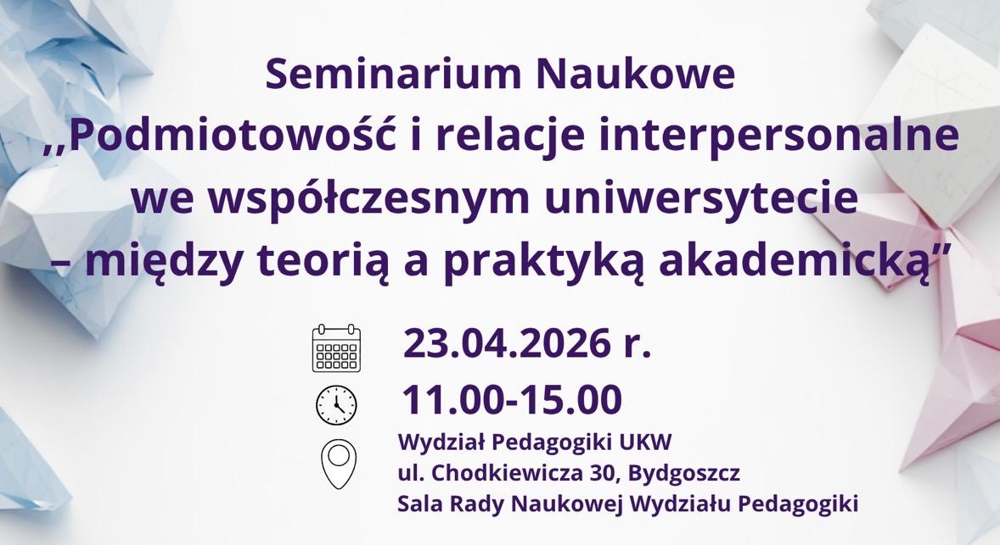 Seminarium Naukowe
,,Podmiotowość i relacje interpersonalne
we współczesnym uniwersytecie
– między teorią a praktyką akademicką”
23.04.2026 r.
11.00-15.00
Wydział Pedagogiki UKW
ul. Chodkiewicza 30, Bydgoszcz
Sala Rady Naukowej Wydziału Pedagogiki